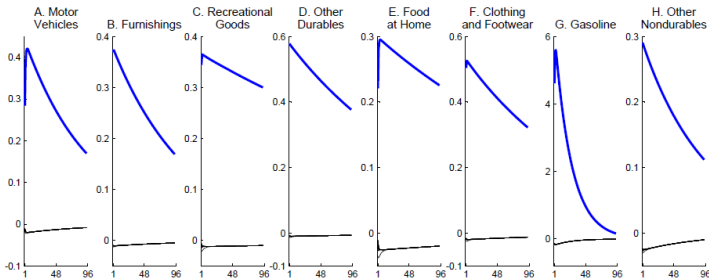 A. Motor
Vehicles
B. Furnishings
C. Recreational
Goods
D. Other
Durables
E. Food
at Home
F. Clothing
and Footwear
G. Gasoline
H. Other
Nondurables
0.4
0.3
0.2
0.1
0
-0.1
1 48 96
0.4
0.3
0.2
0.1
0
1 48 96
0.4
0.3
0.2
0.1
0
-0.1
1 48 96
0.6
0.4
0.2
0
-0.1
1 48 96
0.3
0.2
0.1
0
-0.1
1 48 96
0.6
0.4
0.2
0
-0.1
1 48 96
6
4
2
0
1 48 96
0.3
0.2
0.1
0
1 48 96